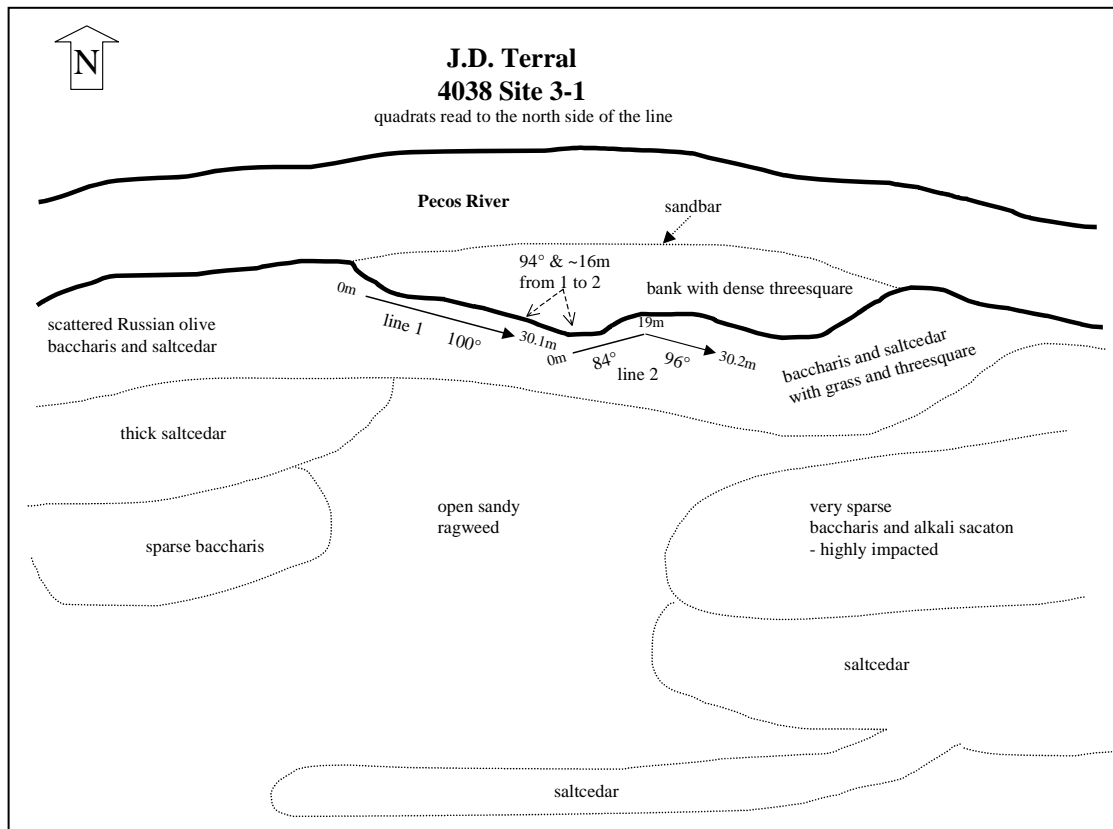 N
J.D. Terral
4038 Site 3-1
quadrats read to the north side of the line
Pecos River
sandbar
94° & ~16m
from 1 to 2
bank with dense threesquare
0m
line 1
100°
30.1m
scattered Russian olive
baccharis and saltcedar
0m
84°
19m
line 2
96°
30.2m
baccharis and saltcedar
with grass and threesquare
thick saltcedar
sparse baccharis
open sandy
ragweed
very sparse
baccharis and alkali sacaton
- highly impacted
saltcedar
saltcedar